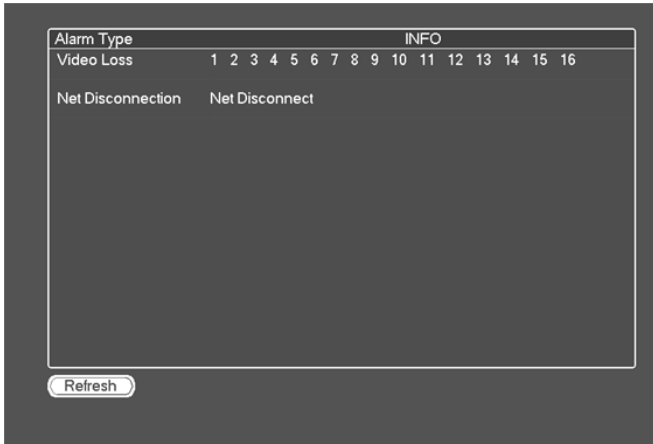 Alarm Type INFO
Video Loss 1 2 3 4 5 6 7 8 9 10 11 12 13 14 15 16
Net Disconnection Net Disconnect
Refresh